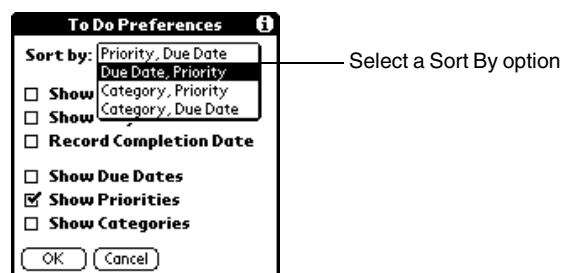 To Do Preferences i
Sort by: Priority, Due Date
Due Date, Priority
Select a Sort By option
Show Category, Priority
Show Category, Due Date
Record Completion Date
Show Due Dates
Show Priorities
Show Categories
OK Cancel